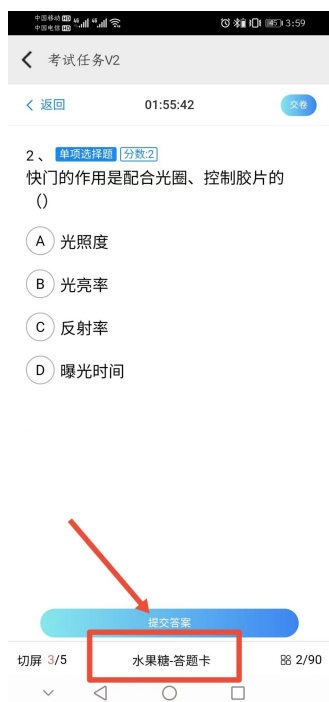 中国移动 HD 46
中国电信 HD 46
3:59
考试任务V2
返回
01:55:42
交卷
2、 单项选择题 分数:2
快门的作用是配合光圈、控制胶片的
()
A 光照度
B 光亮率
C 反射率
D 曝光时间
提交答案
切屏 3/5
水果糖-答题卡
2/90